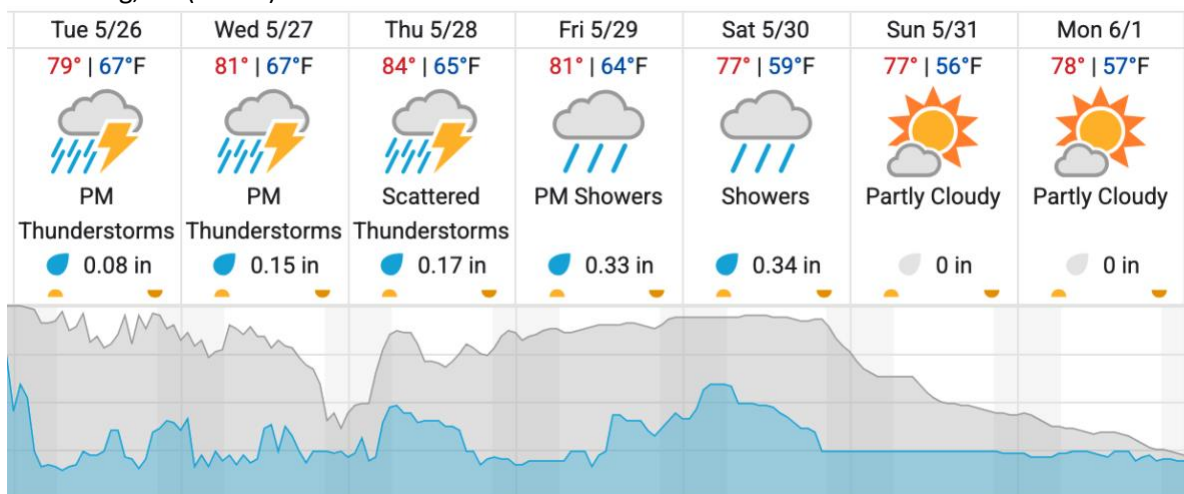 Tue 5/26 Wed 5/27 Thu 5/28 Fri 5/29 Sat 5/30 Sun 5/31 Mon 6/1
79° | 67°F 81° | 67°F 84° | 65°F 81° | 64°F 77° | 59°F 77° | 56°F 78° | 57°F
PM PM Scattered PM Showers Showers Partly Cloudy Partly Cloudy
Thunderstorms Thunderstorms Thunderstorms
0.08 in 0.15 in 0.17 in 0.33 in 0.34 in 0 in 0 in